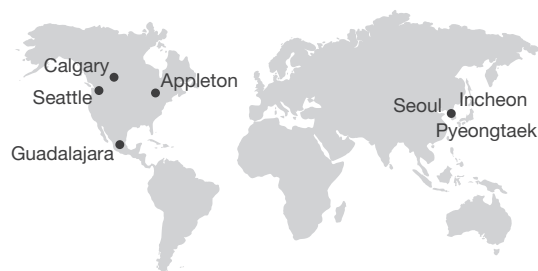 Calgary
Appleton
Seattle
Seoul
Incheon
Pyeongtaek
Guadalajara